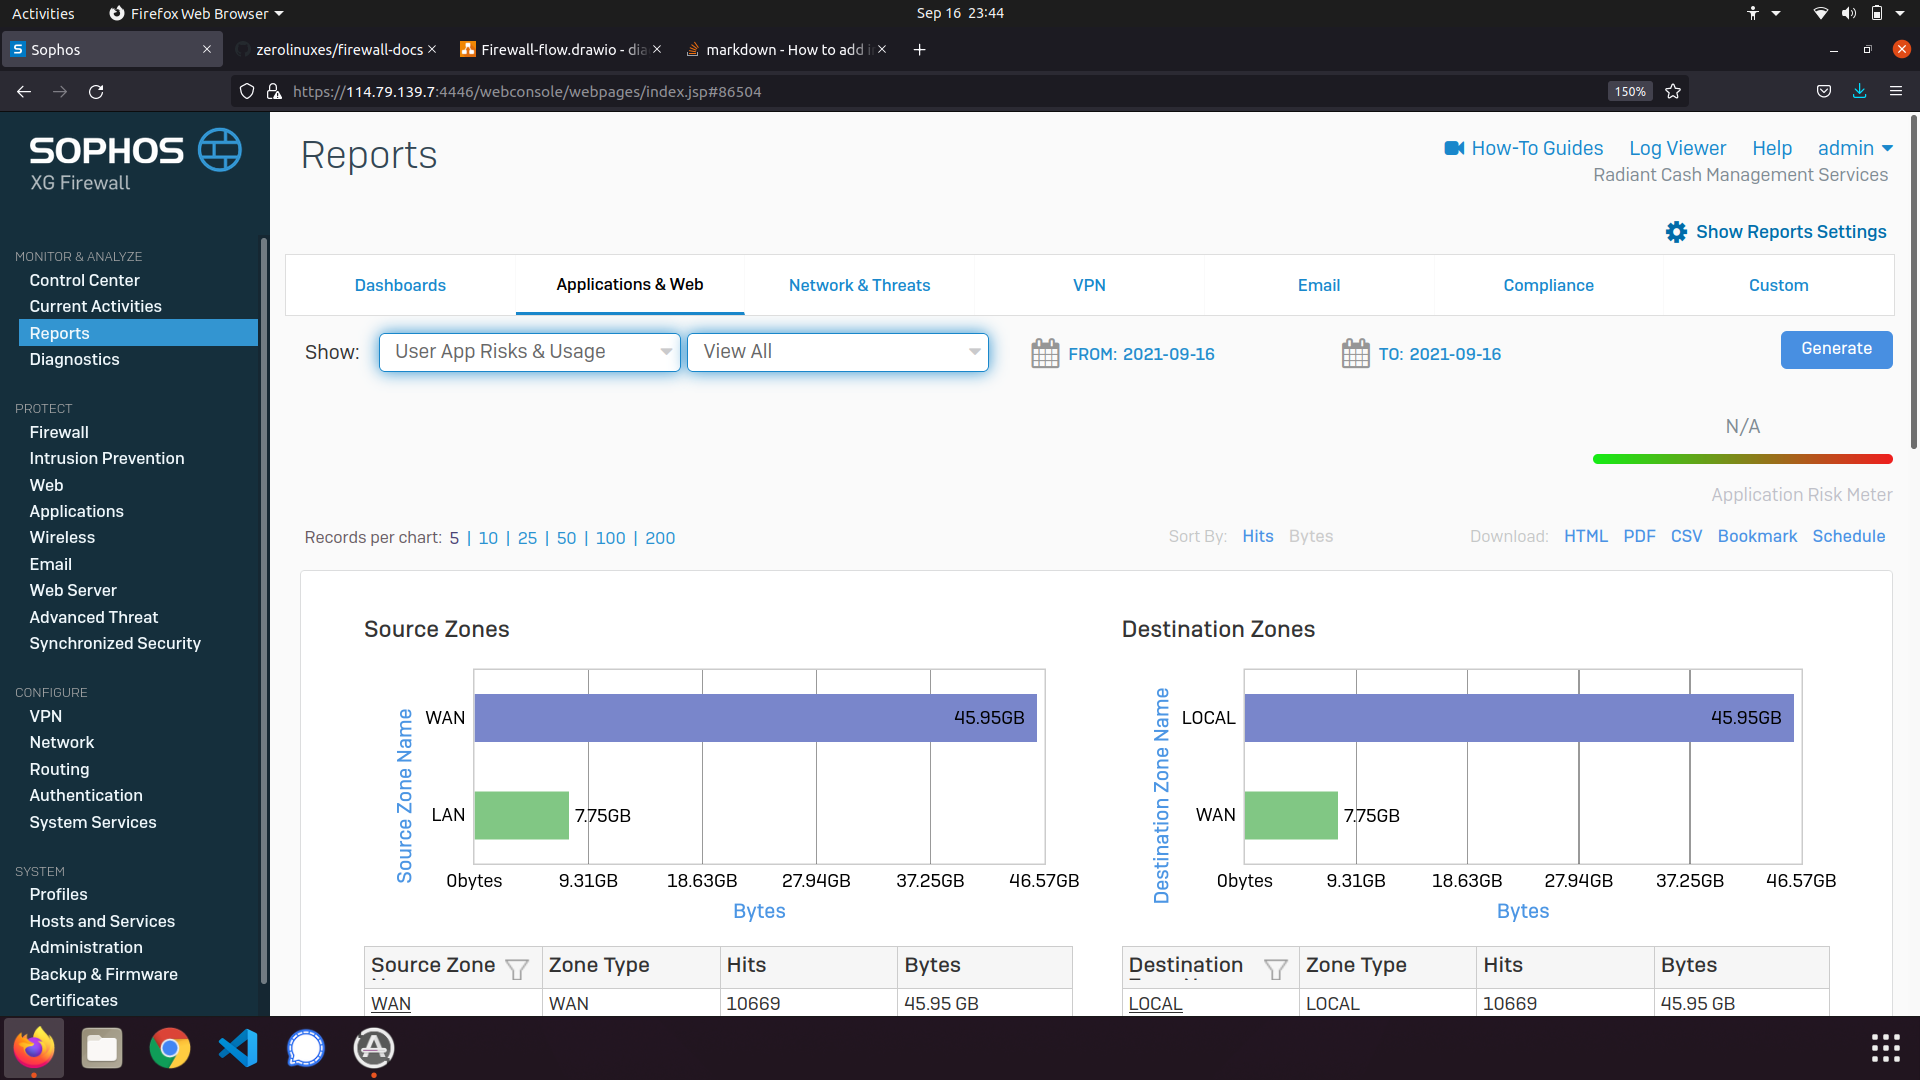 Activities
Firefox Web Browser
Sep 16 23:44
Sophos
zerolinuxes/firewall-docs
Firewall-flow.drawio - dia
markdown - How to add i
https://114.79.139.7:4446/webconsole/webpages/index.jsp#86504
150%
SOPHOS
XG Firewall
MONITOR & ANALYZE
Control Center
Current Activities
Reports
Diagnostics
PROTECT
Firewall
Intrusion Prevention
Web
Applications
Wireless
Email
Web Server
Advanced Threat
Synchronized Security
CONFIGURE
VPN
Network
Routing
Authentication
System Services
SYSTEM
Profiles
Hosts and Services
Administration
Backup & Firmware
Certificates
Reports
How-To Guides Log Viewer Help admin
Radiant Cash Management Services
Show Reports Settings
Dashboards Applications & Web Network & Threats VPN Email Compliance Custom
Show: User App Risks & Usage View All FROM: 2021-09-16 TO: 2021-09-16 Generate
N/A
Application Risk Meter
Records per chart: 5 | 10 | 25 | 50 | 100 | 200
Sort By: Hits Bytes
Download: HTML PDF CSV Bookmark Schedule
Source Zones
Source Zone Name
WAN 45.95GB
LAN 7.75GB
0bytes 9.31GB 18.63GB 27.94GB 37.25GB 46.57GB
Bytes
Source Zone Zone Type Hits Bytes
WAN WAN 10669 45.95 GB
Destination Zones
Destination Zone Name
LOCAL 45.95GB
WAN 7.75GB
0bytes 9.31GB 18.63GB 27.94GB 37.25GB 46.57GB
Bytes
Destination Zone Type Hits Bytes
LOCAL LOCAL 10669 45.95 GB